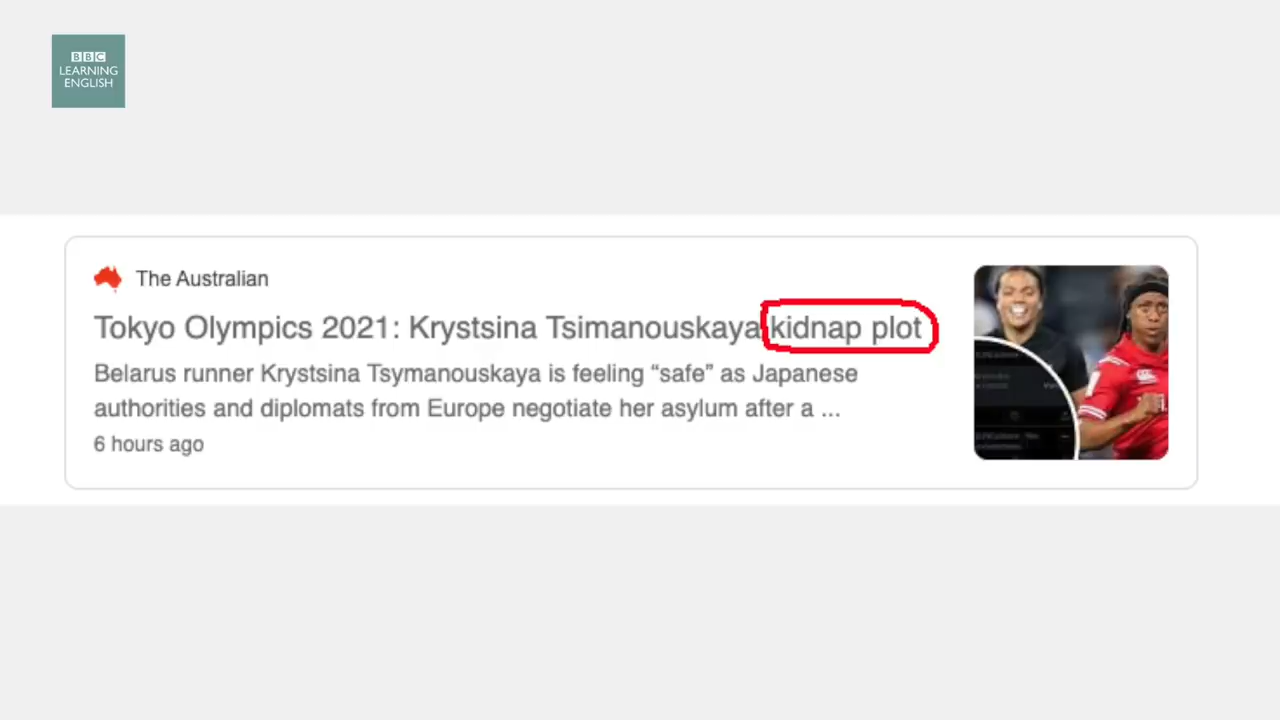 BBC
LEARNING
ENGLISH
The Australian
Tokyo Olympics 2021: Krystsina Tsimanouskaya kidnap plot
Belarus runner Krystsina Tsymanouskaya is feeling “safe” as Japanese
authorities and diplomats from Europe negotiate her asylum after a ...
6 hours ago